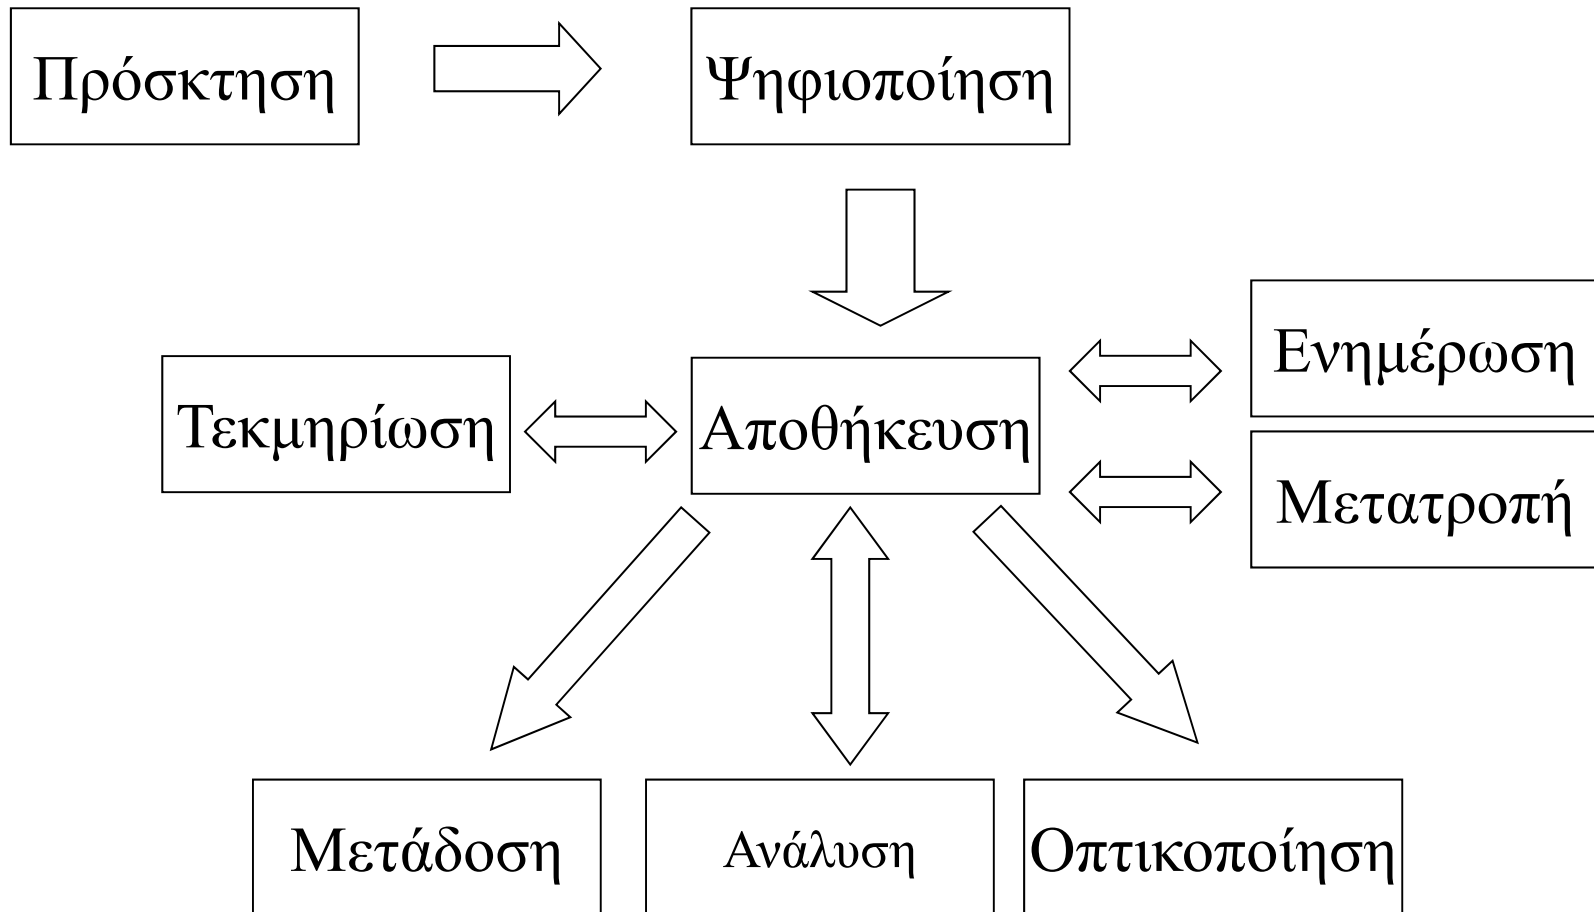 Πρόσκτηση
Ψηφιοποίηση
Ενημέρωση
Τεκμηρίωση
Αποθήκευση
Μετατροπή
Μετάδοση
Ανάλυση
Οπτικοποίηση